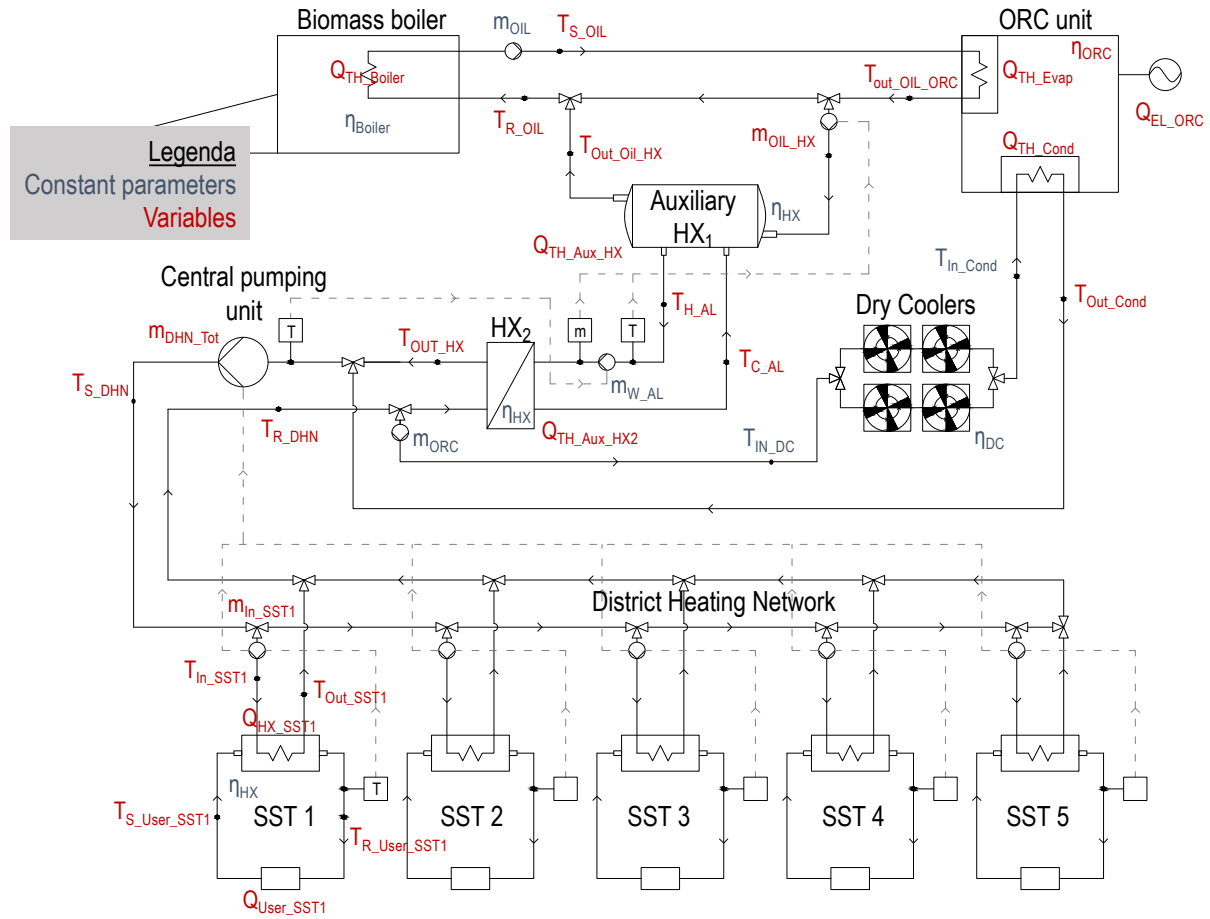 Biomass boiler
m_OIL
T_S_OIL
ORC unit
η_ORC
Q_TH_Boiler
T_out_OIL_ORC
Q_TH_Evap
Q_EL_ORC
η_Boiler
T_R_OIL
m_OIL_HX
Q_TH_Cond
Legenda
Constant parameters
Variables
T_Out_Oil_HX
Auxiliary
HX_1
η_HX
Q_TH_Aux_HX
T_In_Cond
Central pumping
unit
T_H_AL
T_Out_Cond
Dry Coolers
m_DHN_Tot
T
T_OUT_HX
HX_2
m
T
T_C_AL
T_S_DHN
m_W_AL
T_R_DHN
η_HX
m_ORC
Q_TH_Aux_HX2
T_IN_DC
η_DC
m_In_SST1
District Heating Network
T_In_SST1
T_Out_SST1
Q_HX_SST1
η_HX
T
T_S_User_SST1
SST 1
SST 2
SST 3
SST 4
SST 5
T_R_User_SST1
Q_User_SST1